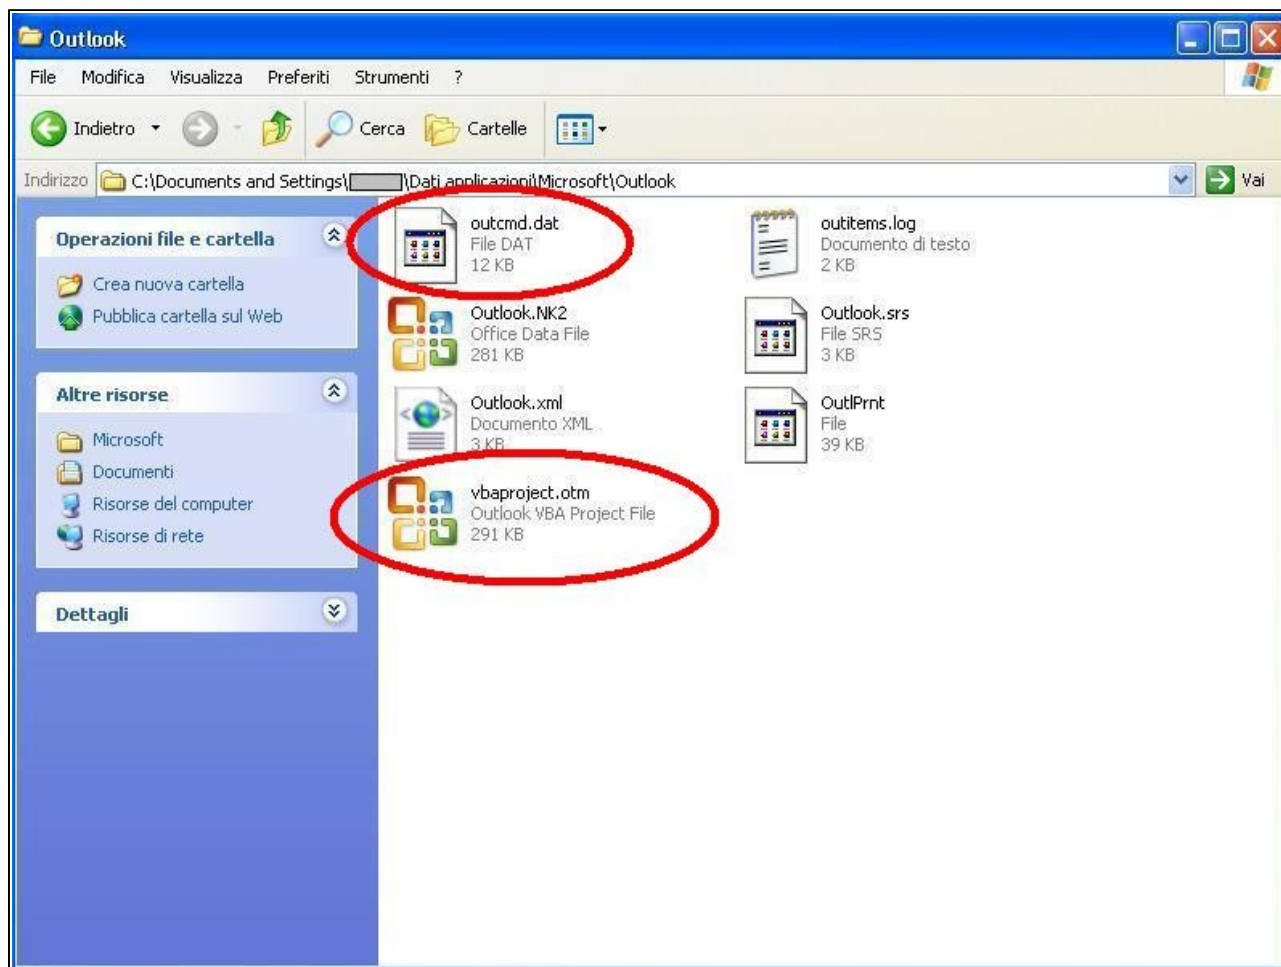 Outlook
File Modifica Visualizza Preferiti Strumenti ?
Indietro Cerca Cartelle
Indirizzo C:\Documents and Settings\ \Dati applicazioni\Microsoft\Outlook Vai
Operazioni file e cartella
Crea nuova cartella
Pubblica cartella sul Web
Altre risorse
Microsoft
Documenti
Risorse del computer
Risorse di rete
Dettagli
outcmd.dat
File DAT
12 KB
outitems.log
Documento di testo
2 KB
Outlook.NK2
Office Data File
281 KB
Outlook.srs
File SRS
3 KB
Outlook.xml
Documento XML
3 KB
OutlPrnt
File
39 KB
vbaproject.otm
Outlook VBA Project File
291 KB